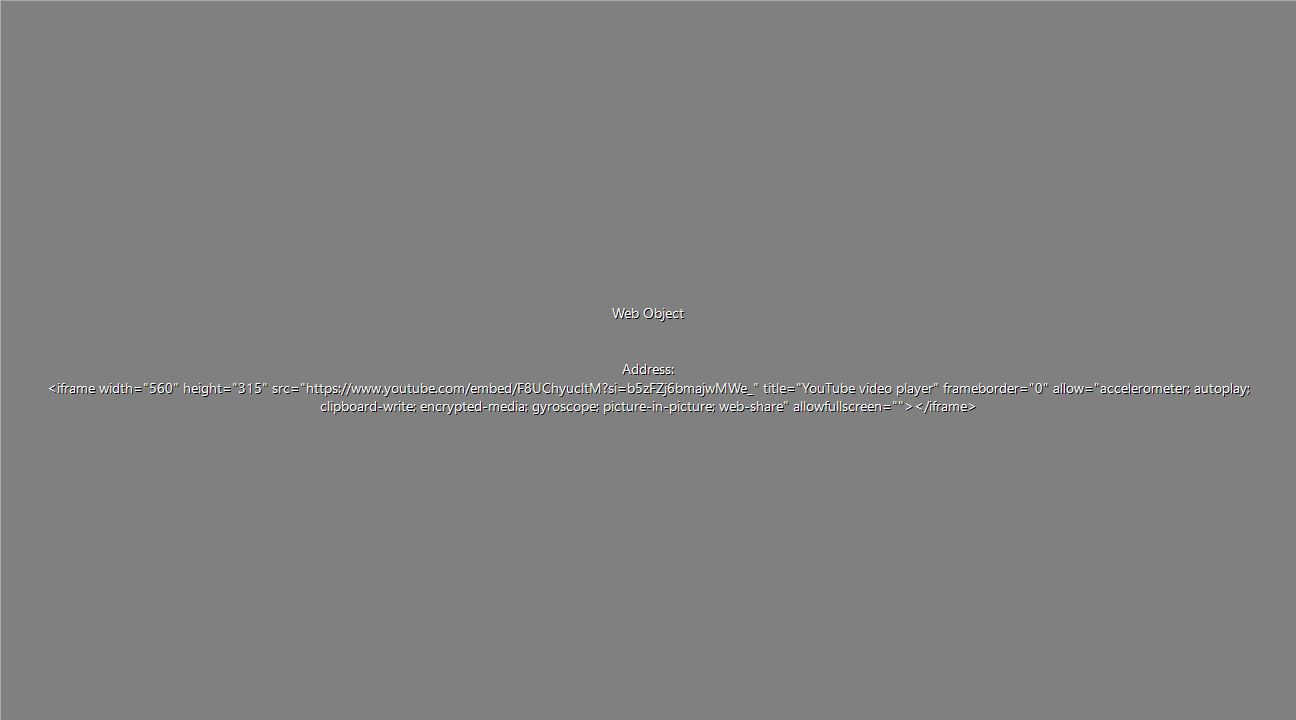 Web Object
Address:
<iframe width="560" height="315" src="https://www.youtube.com/embed/F8UChyucItM?si=b5zFZj6bmajwMWe_" title="YouTube video player" frameborder="0" allow="accelerometer; autoplay;
clipboard-write; encrypted-media; gyroscope; picture-in-picture; web-share" allowfullscreen=""></iframe>